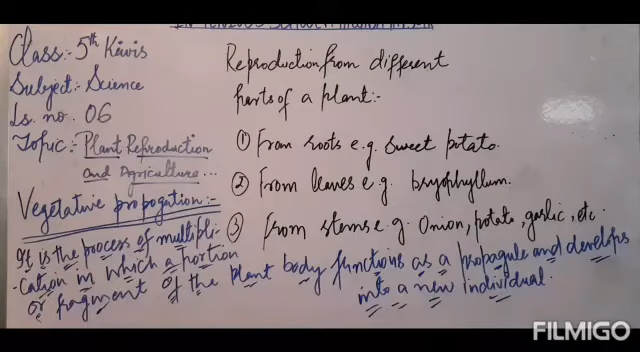 Class:- 5th Kiwis
Subject:- Science
Ls. no. 06
Topic:- Plant Reproduction
and Agriculture...
Vegetative propogation:-
It is the process of multipli-
-cation in which a portion
or fragment of the plant body functions as a propagule and develops
into a new individual.
Reproduction from different
parts of a plant:-
① From roots e.g. sweet potato.
② From leaves e.g. bryophyllum.
③ From stems e.g. Onion, potato, garlic, etc.
FILMIGO